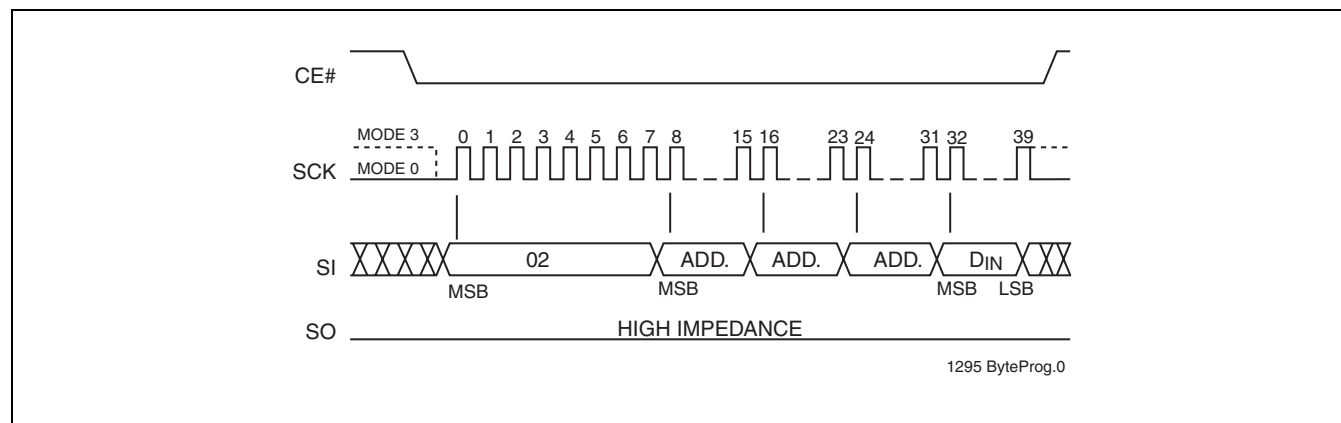 CE#
MODE 3
0 1 2 3 4 5 6 7 8 15 16 23 24 31 32 39
SCK MODE 0
SI 02 ADD. ADD. ADD. DIN
MSB MSB MSB LSB
SO HIGH IMPEDANCE
1295 ByteProg.0